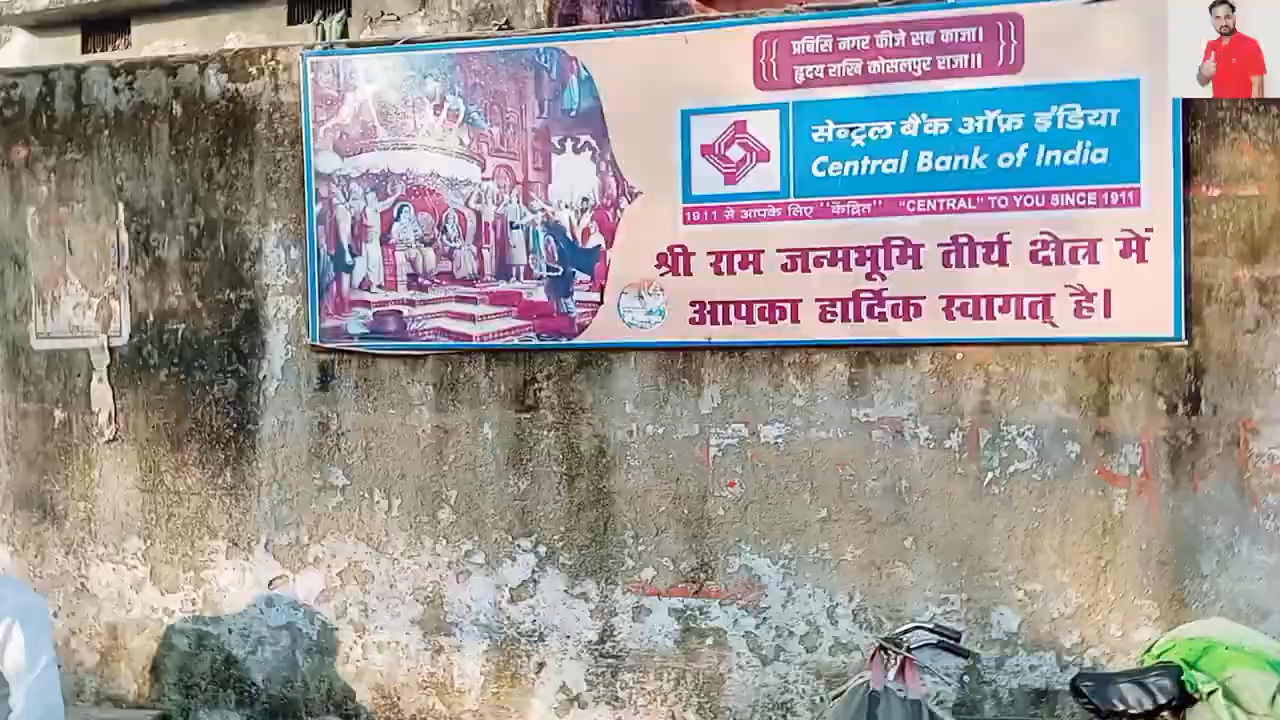 प्रबिसि नगर कीजे सब काजा।
हृदय राखि कोसलपुर राजा॥
सेन्ट्रल बैंक ऑफ़ इंडिया
Central Bank of India
1911 से आपके लिए "केंद्रित" "CENTRAL" TO YOU SINCE 1911
श्री राम जन्मभूमि तीर्थ क्षेत्र में
आपका हार्दिक स्वागत् है।